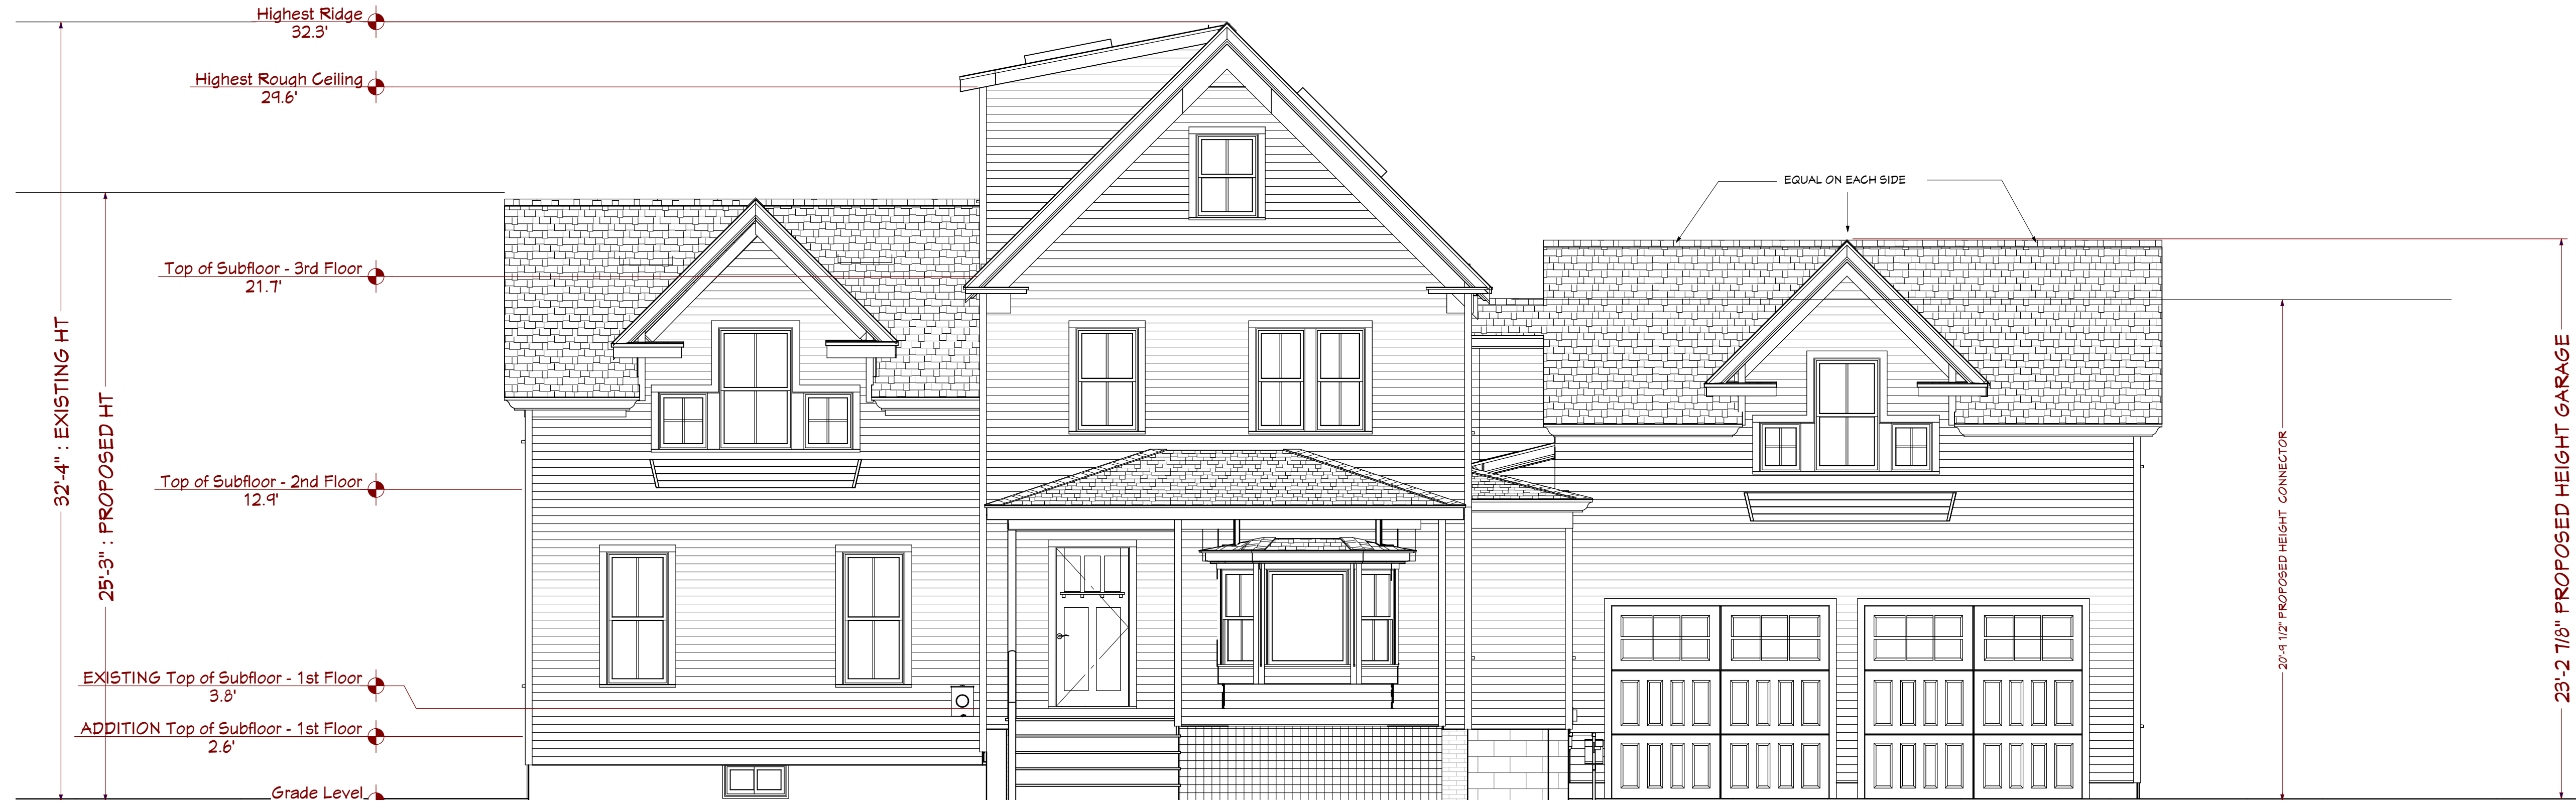 Highest Ridge
32.3'
Highest Rough Ceiling
29.6'
EQUAL ON EACH SIDE
Top of Subfloor - 3rd Floor
21.7'
32'-4" : EXISTING HT
25'-3" : PROPOSED HT
Top of Subfloor - 2nd Floor
12.9'
EXISTING Top of Subfloor - 1st Floor
3.8'
ADDITION Top of Subfloor - 1st Floor
2.6'
Grade Level
20'-9 1/2" PROPOSED HEIGHT CONNECTOR
23'-2 7/8" PROPOSED HEIGHT GARAGE